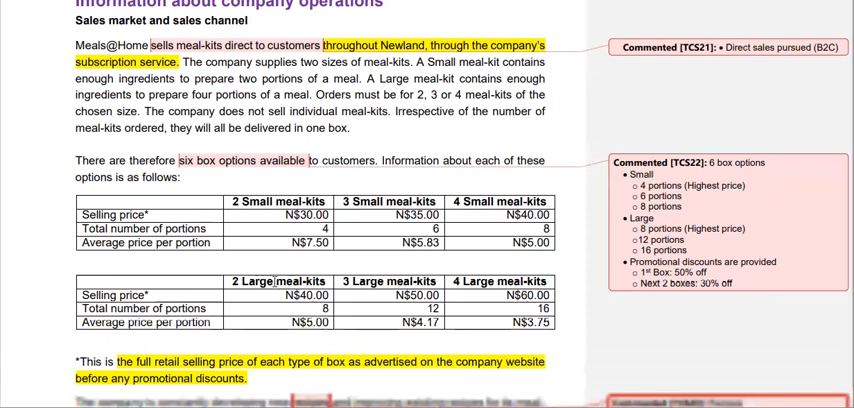 Information about company operations
Sales market and sales channel
Meals@Home sells meal-kits direct to customers throughout Newland, through the company's
subscription service. The company supplies two sizes of meal-kits. A Small meal-kit contains
enough ingredients to prepare two portions of a meal. A Large meal-kit contains enough
ingredients to prepare four portions of a meal. Orders must be for 2, 3 or 4 meal-kits of the
chosen size. The company does not sell individual meal-kits. Irrespective of the number of
meal-kits ordered, they will all be delivered in one box.
Commented [TCS21]: • Direct sales pursued (B2C)
There are therefore six box options available to customers. Information about each of these
options is as follows:
2 Small meal-kits 3 Small meal-kits 4 Small meal-kits
Selling price* N$30.00 N$35.00 N$40.00
Total number of portions 4 6 8
Average price per portion N$7.50 N$5.83 N$5.00
2 Large meal-kits 3 Large meal-kits 4 Large meal-kits
Selling price* N$40.00 N$50.00 N$60.00
Total number of portions 8 12 16
Average price per portion N$5.00 N$4.17 N$3.75
Commented [TCS22]: 6 box options
• Small
o 4 portions (Highest price)
o 6 portions
o 8 portions
• Large
o 8 portions (Highest price)
o 12 portions
o 16 portions
• Promotional discounts are provided
o 1st Box: 50% off
o Next 2 boxes: 30% off
*This is the full retail selling price of each type of box as advertised on the company website
before any promotional discounts.